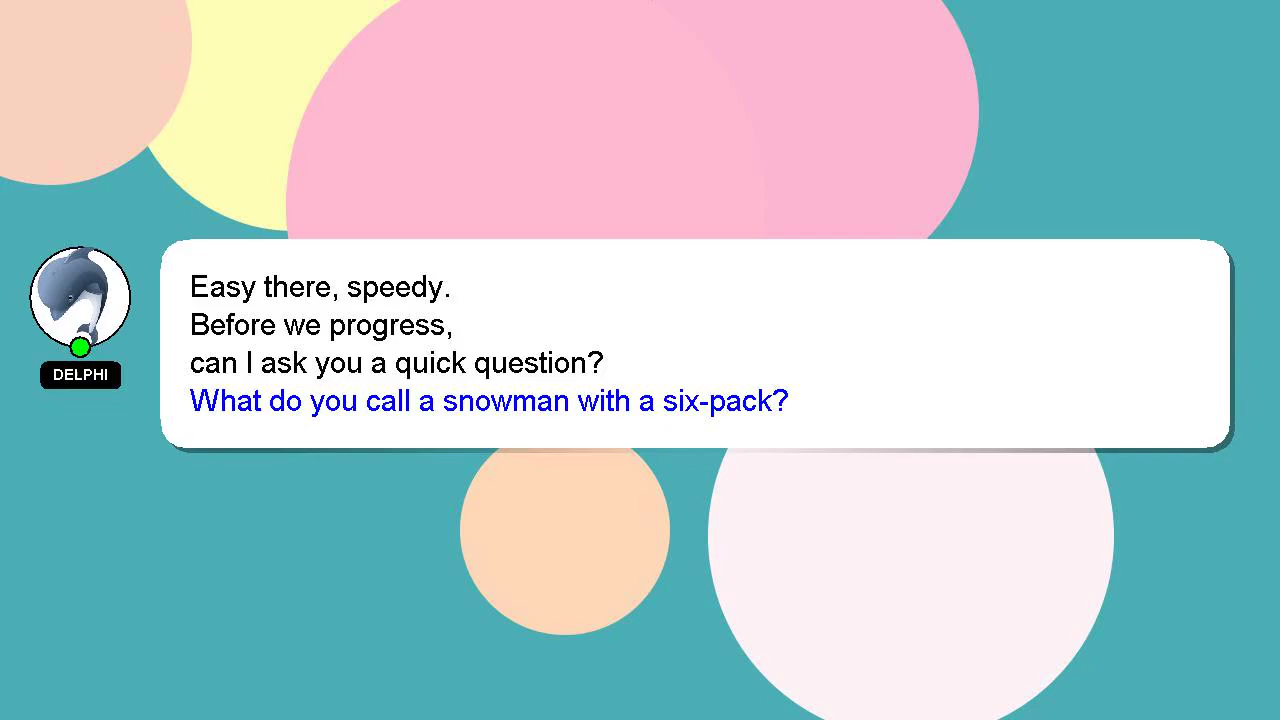 Easy there, speedy.
Before we progress,
can I ask you a quick question?
What do you call a snowman with a six-pack?
DELPHI